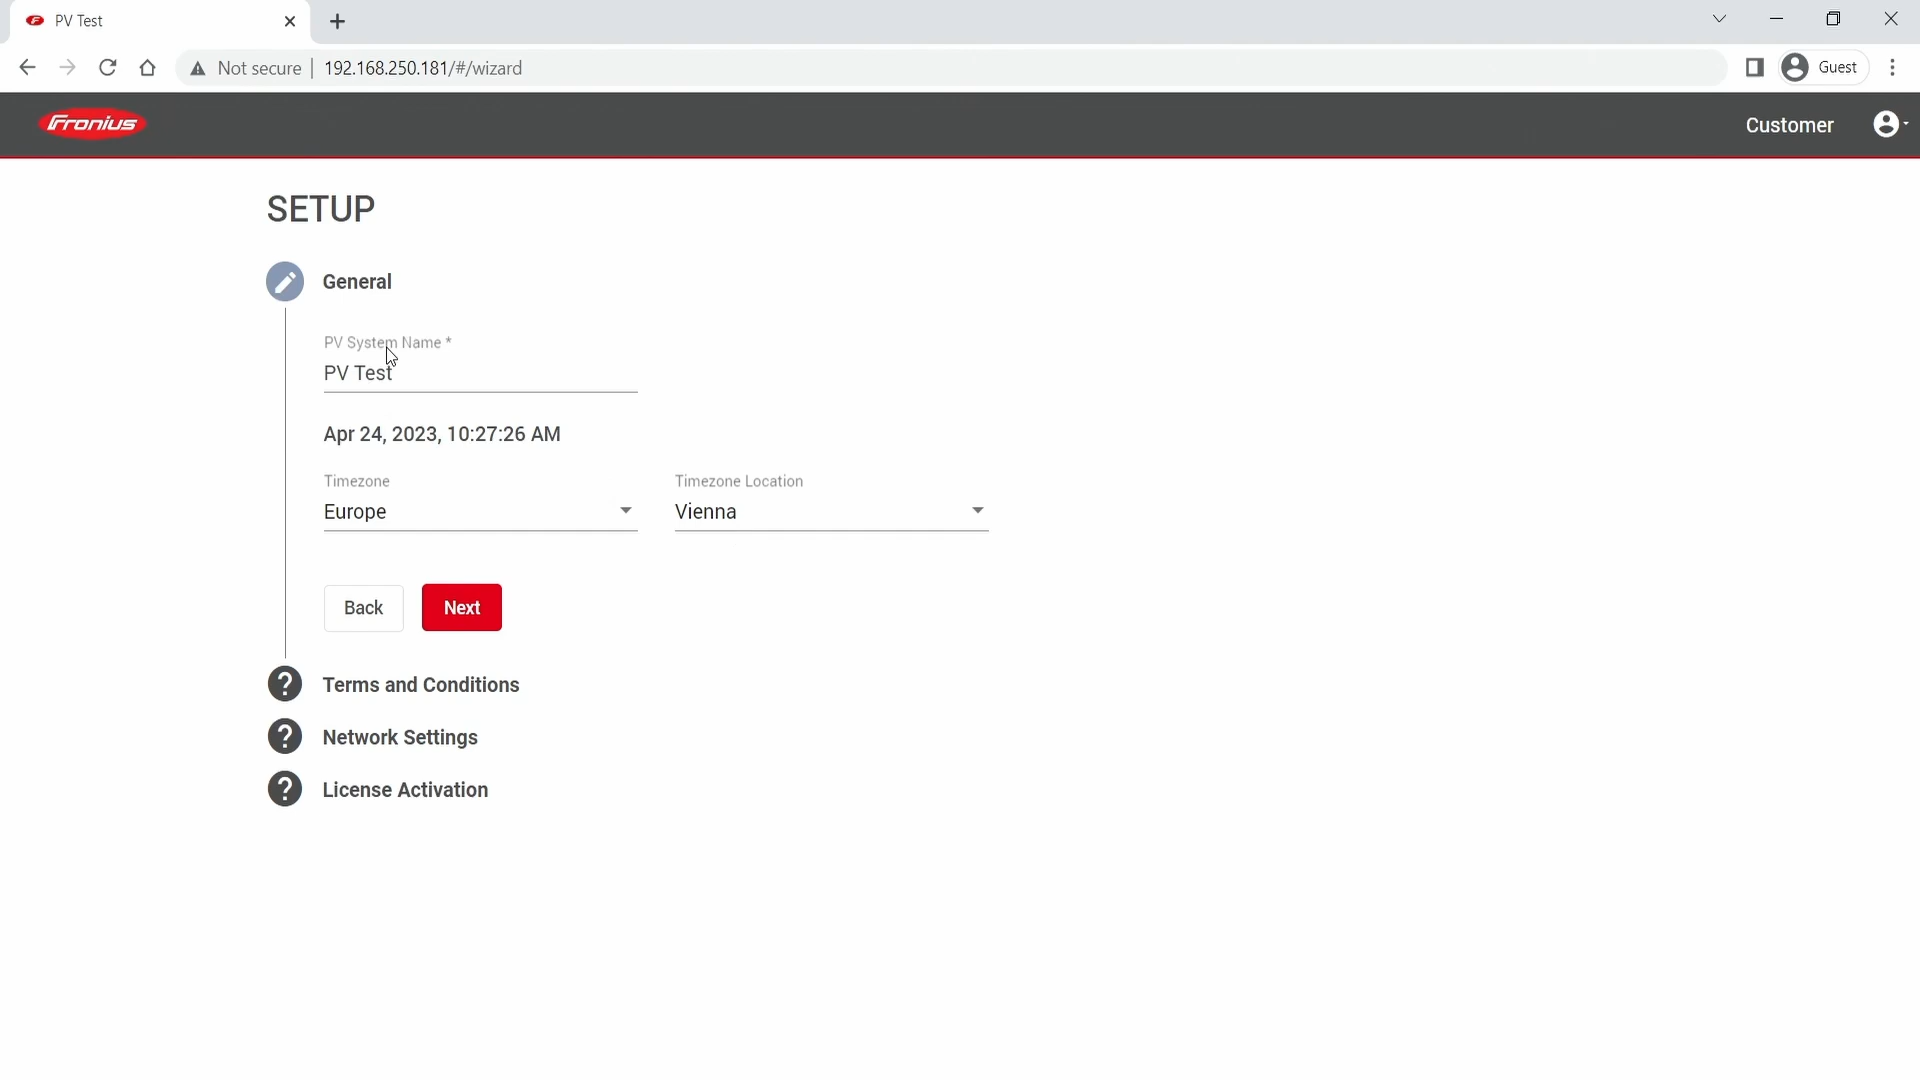 PV Test
Not secure
192.168.250.181/#/wizard
Guest
Fronius
Customer
SETUP
General
PV System Name *
PV Test
Apr 24, 2023, 10:27:26 AM
Timezone
Timezone Location
Europe
Vienna
Back
Next
Terms and Conditions
Network Settings
License Activation